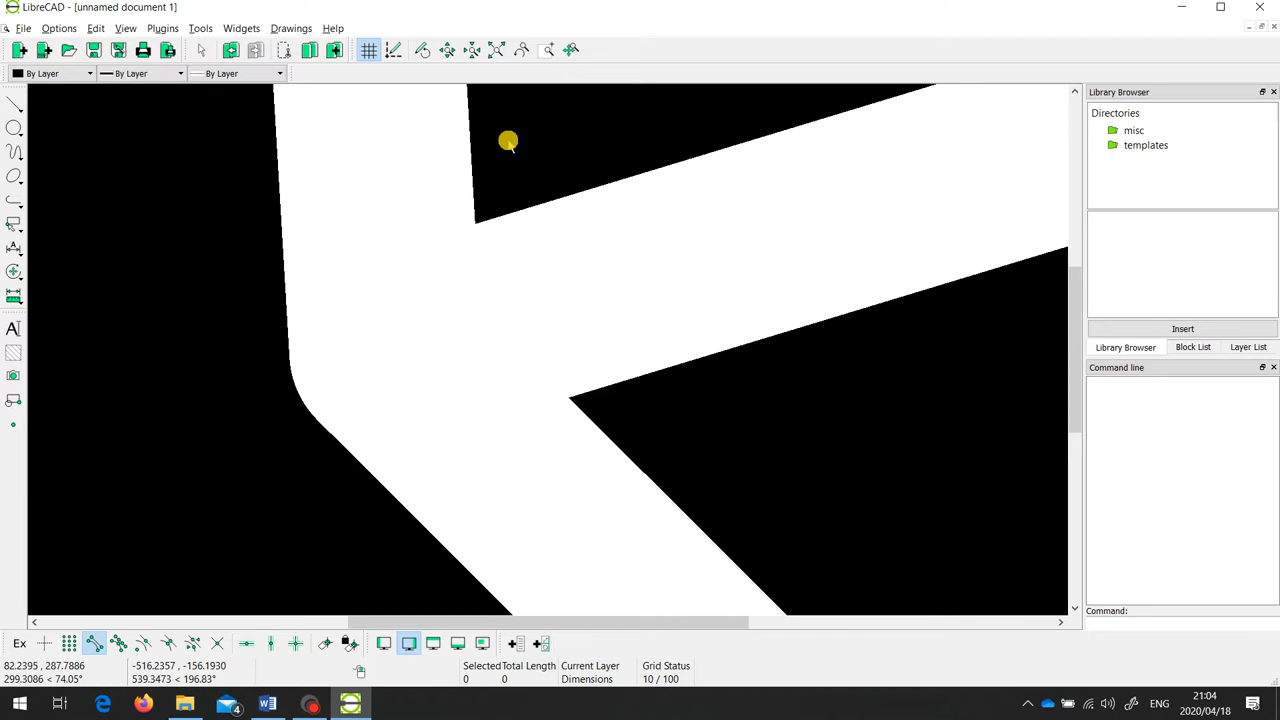 LibreCAD - [unnamed document 1]
File Options Edit View Plugins Tools Widgets Drawings Help
By Layer By Layer By Layer
Library Browser
Directories
misc
templates
Insert
Library Browser Block List Layer List
Command line
Command:
Ex
82.2395 , 287.7886 -516.2357 , -156.1930 Selected Total Length Current Layer Grid Status
299.3086 < 74.05° 539.3473 < 196.83° 0 0 Dimensions 10 / 100
4 W ENG 21:04
2020/04/18